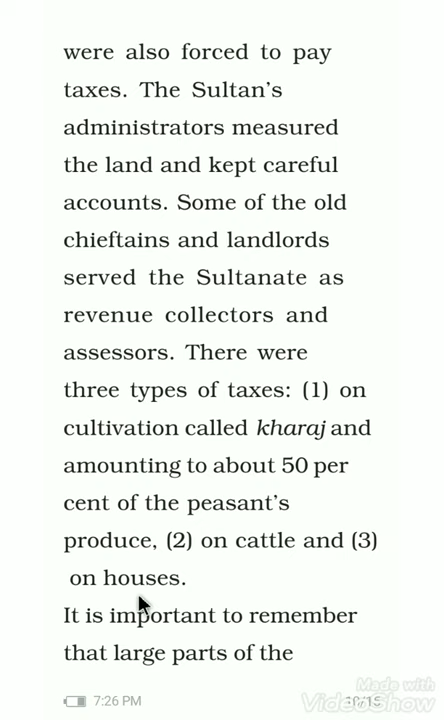 were also forced to pay
taxes. The Sultan's
administrators measured
the land and kept careful
accounts. Some of the old
chieftains and landlords
served the Sultanate as
revenue collectors and
assessors. There were
three types of taxes: (1) on
cultivation called kharaj and
amounting to about 50 per
cent of the peasant's
produce, (2) on cattle and (3)
on houses.
It is important to remember
that large parts of the
7:26 PM
Made with
VideoShow